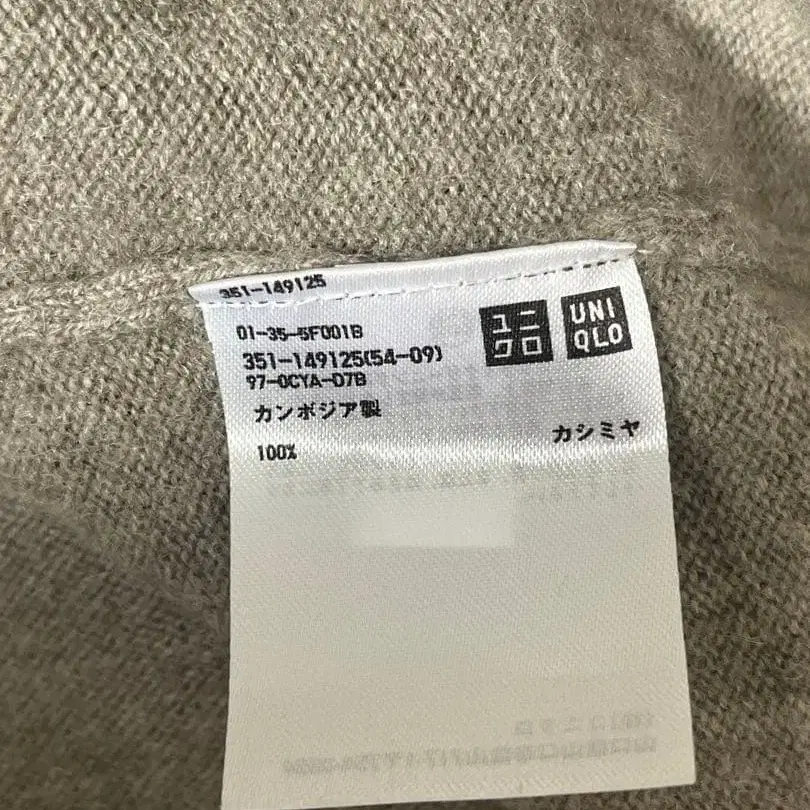 351-149125
01-35-5F001B
351-149125(54-09)
97-0CYA-07B
カンボジア製
100% カシミヤ
ユニ
クロ
UNI
QLO